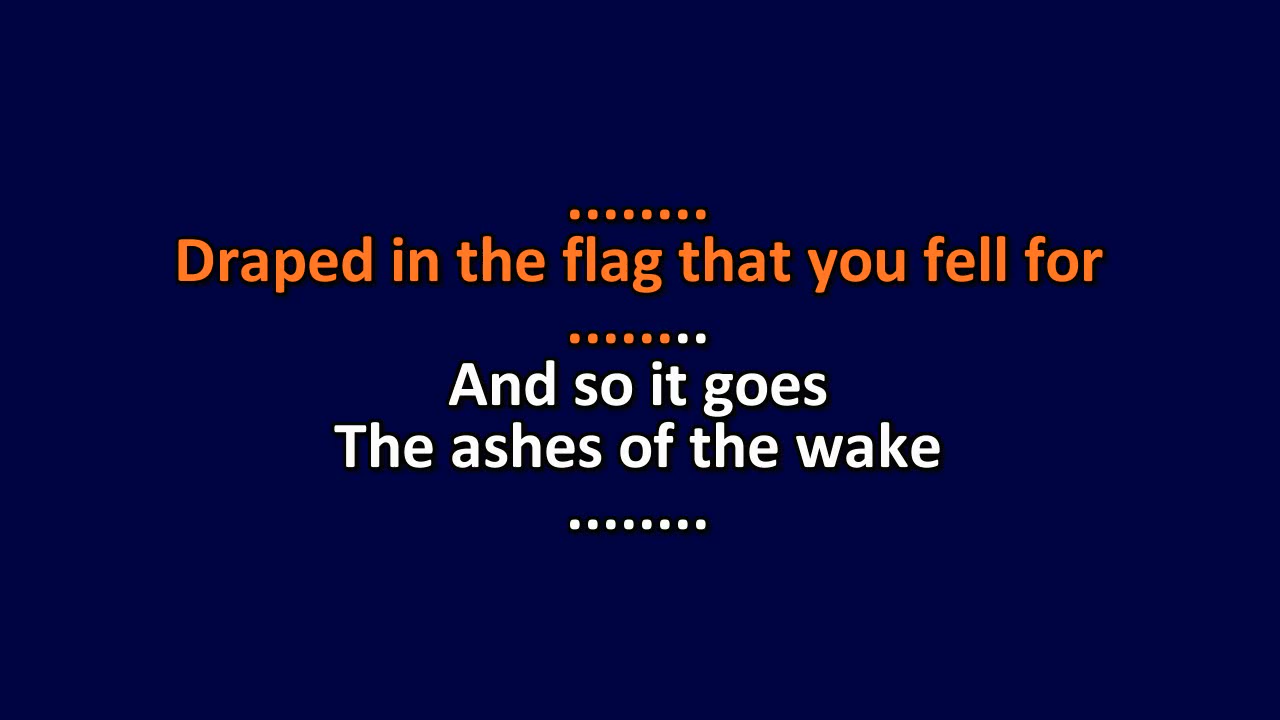 ........
Draped in the flag that you fell for
........
And so it goes
The ashes of the wake
........